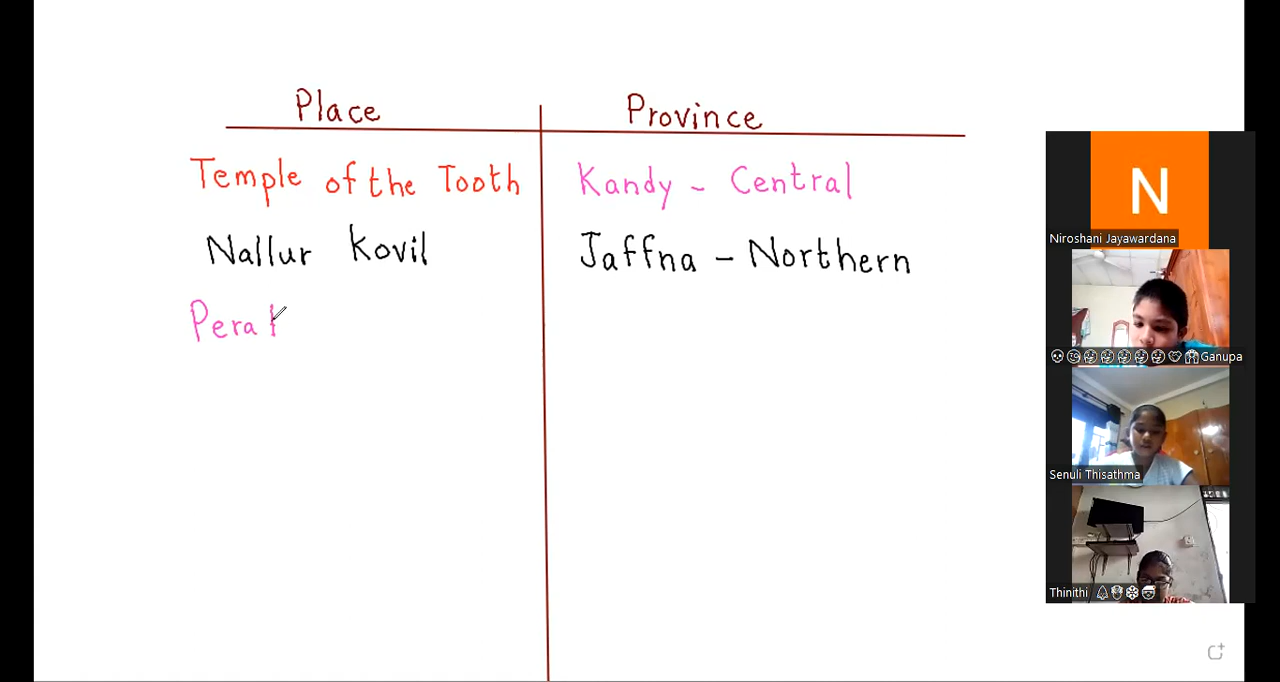 Place Province
Temple of the Tooth Kandy - Central
Nallur Kovil Jaffna - Northern
Pera
N
Niroshani Jayawardana
Ganupa
Senuli Thisathma
Thinithi